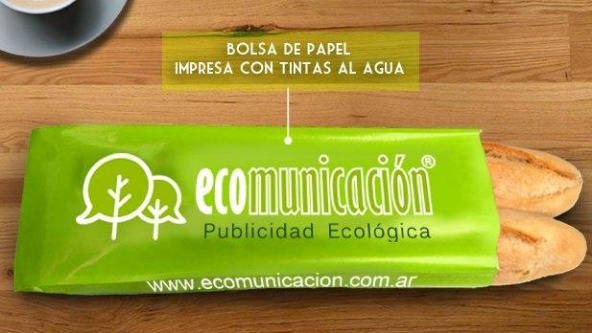 BOLSA DE PAPEL
IMPRESA CON TINTAS AL AGUA
ecomunicación®
Publicidad Ecológica
www.ecomunicacion.com.ar